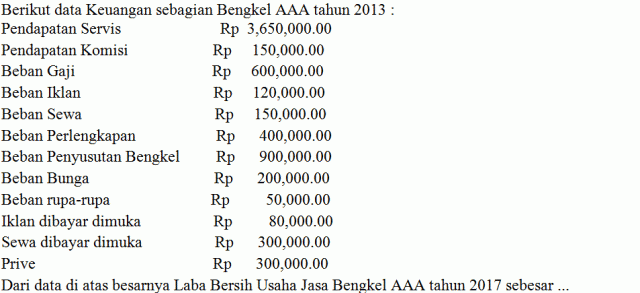 Berikut data Keuangan sebagian Bengkel AAA tahun 2013 :
Pendapatan Servis Rp 3,650,000.00
Pendapatan Komisi Rp 150,000.00
Beban Gaji Rp 600,000.00
Beban Iklan Rp 120,000.00
Beban Sewa Rp 150,000.00
Beban Perlengkapan Rp 400,000.00
Beban Penyusutan Bengkel Rp 900,000.00
Beban Bunga Rp 200,000.00
Beban rupa-rupa Rp 50,000.00
Iklan dibayar dimuka Rp 80,000.00
Sewa dibayar dimuka Rp 300,000.00
Prive Rp 300,000.00
Dari data di atas besarnya Laba Bersih Usaha Jasa Bengkel AAA tahun 2017 sebesar ...